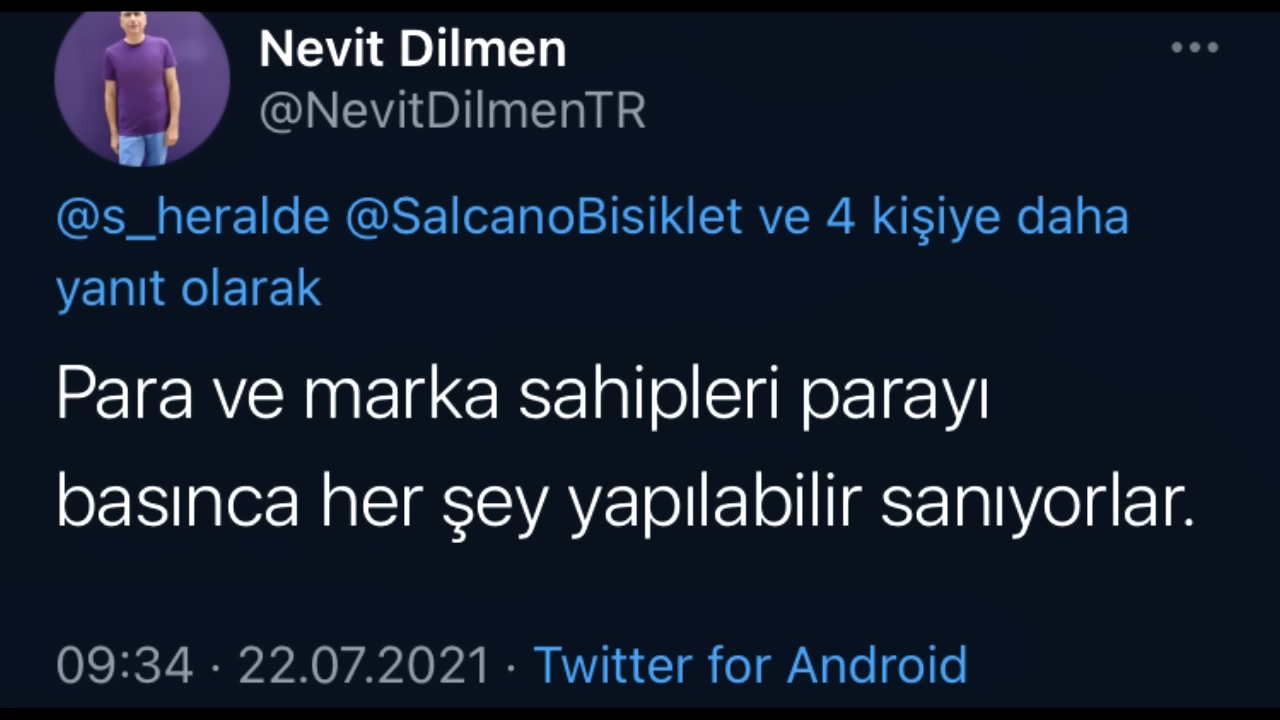 Nevit Dilmen
@NevitDilmenTR
@s_heralde @SalcanoBisiklet ve 4 kişiye daha
yanıt olarak
Para ve marka sahipleri parayı
basınca her şey yapılabilir sanıyorlar.
09:34 · 22.07.2021 · Twitter for Android